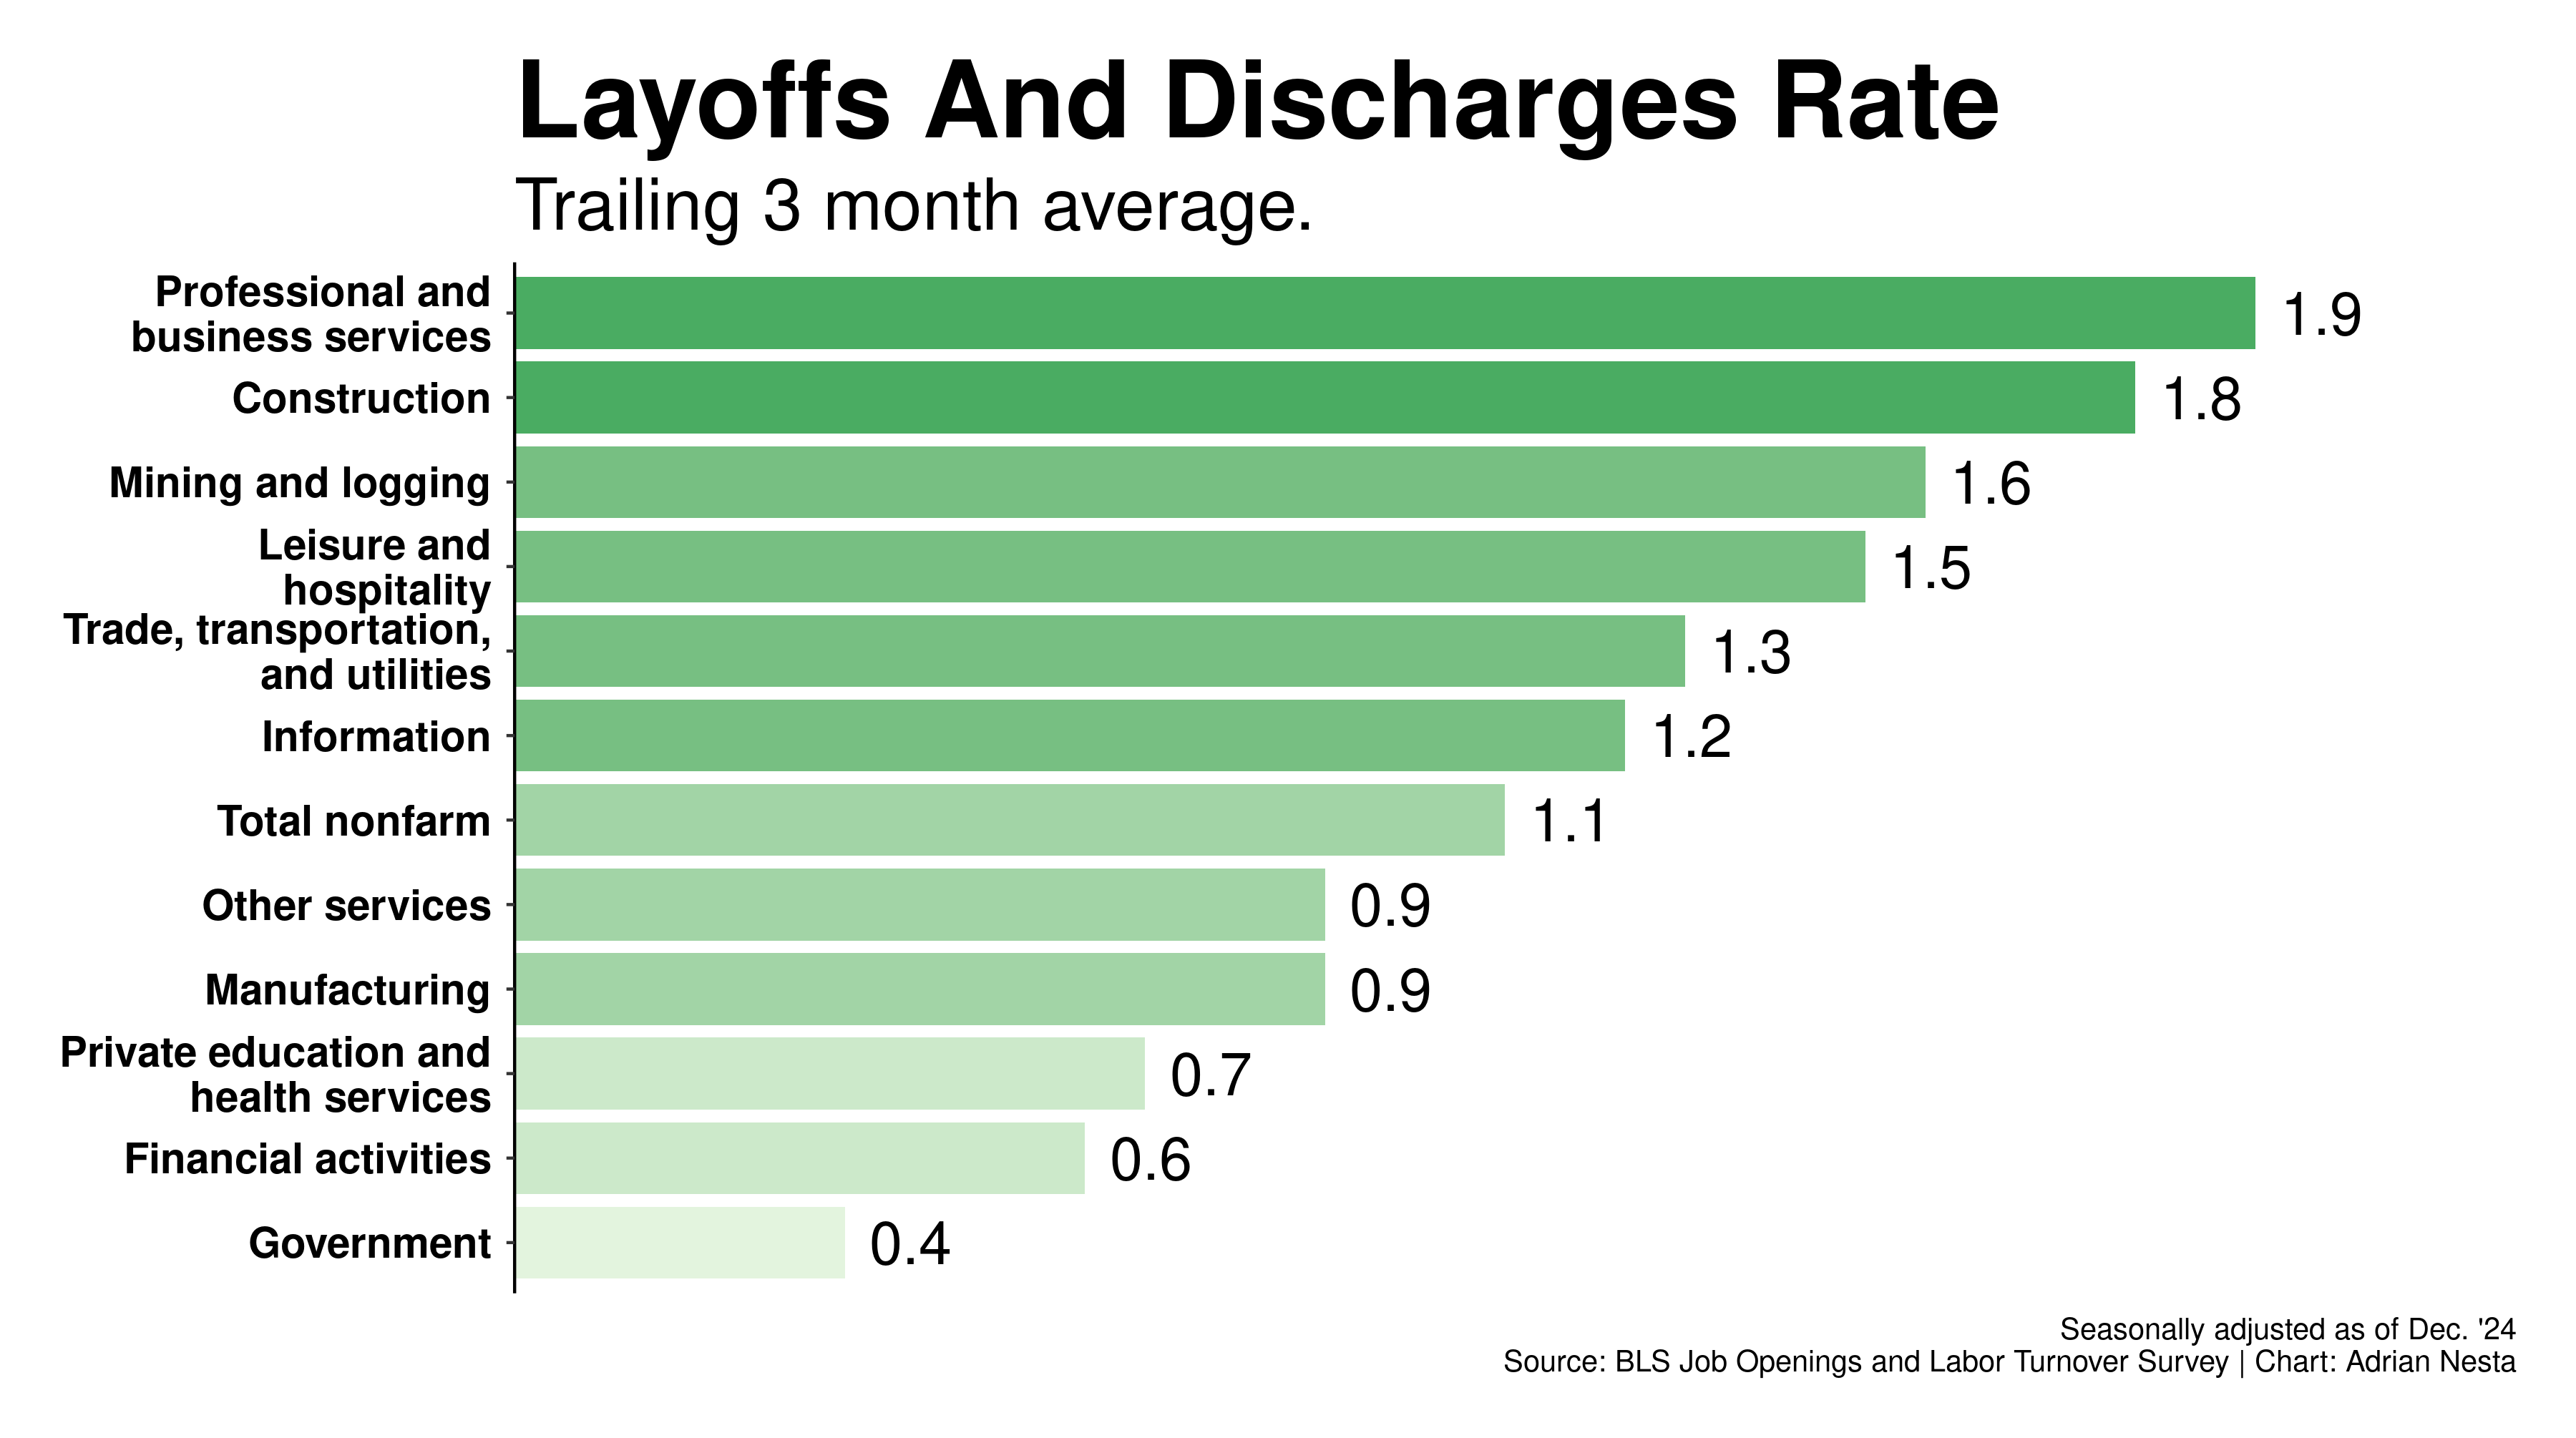 Layoffs And Discharges Rate
Trailing 3 month average.
Professional and
business services
1.9
Construction
1.8
Mining and logging
1.6
Leisure and
hospitality
1.5
Trade, transportation,
and utilities
1.3
Information
1.2
Total nonfarm
1.1
Other services
0.9
Manufacturing
0.9
Private education and
health services
0.7
Financial activities
0.6
Government
0.4
Seasonally adjusted as of Dec. '24
Source: BLS Job Openings and Labor Turnover Survey | Chart: Adrian Nesta